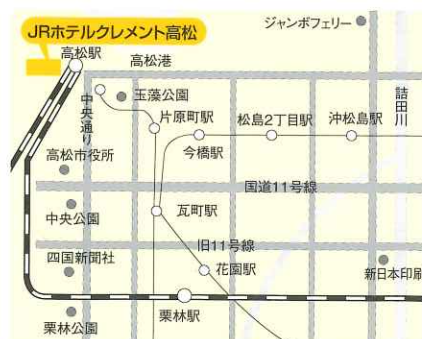 JRホテルクレメント高松
高松駅
高松港
ジャンボフェリー
中央通り
玉藻公園
片原町駅
今橋駅
松島2丁目駅
沖松島駅
詰田川
高松市役所
国道11号線
中央公園
瓦町駅
旧11号線
四国新聞社
花園駅
新日本印刷
栗林駅
栗林公園